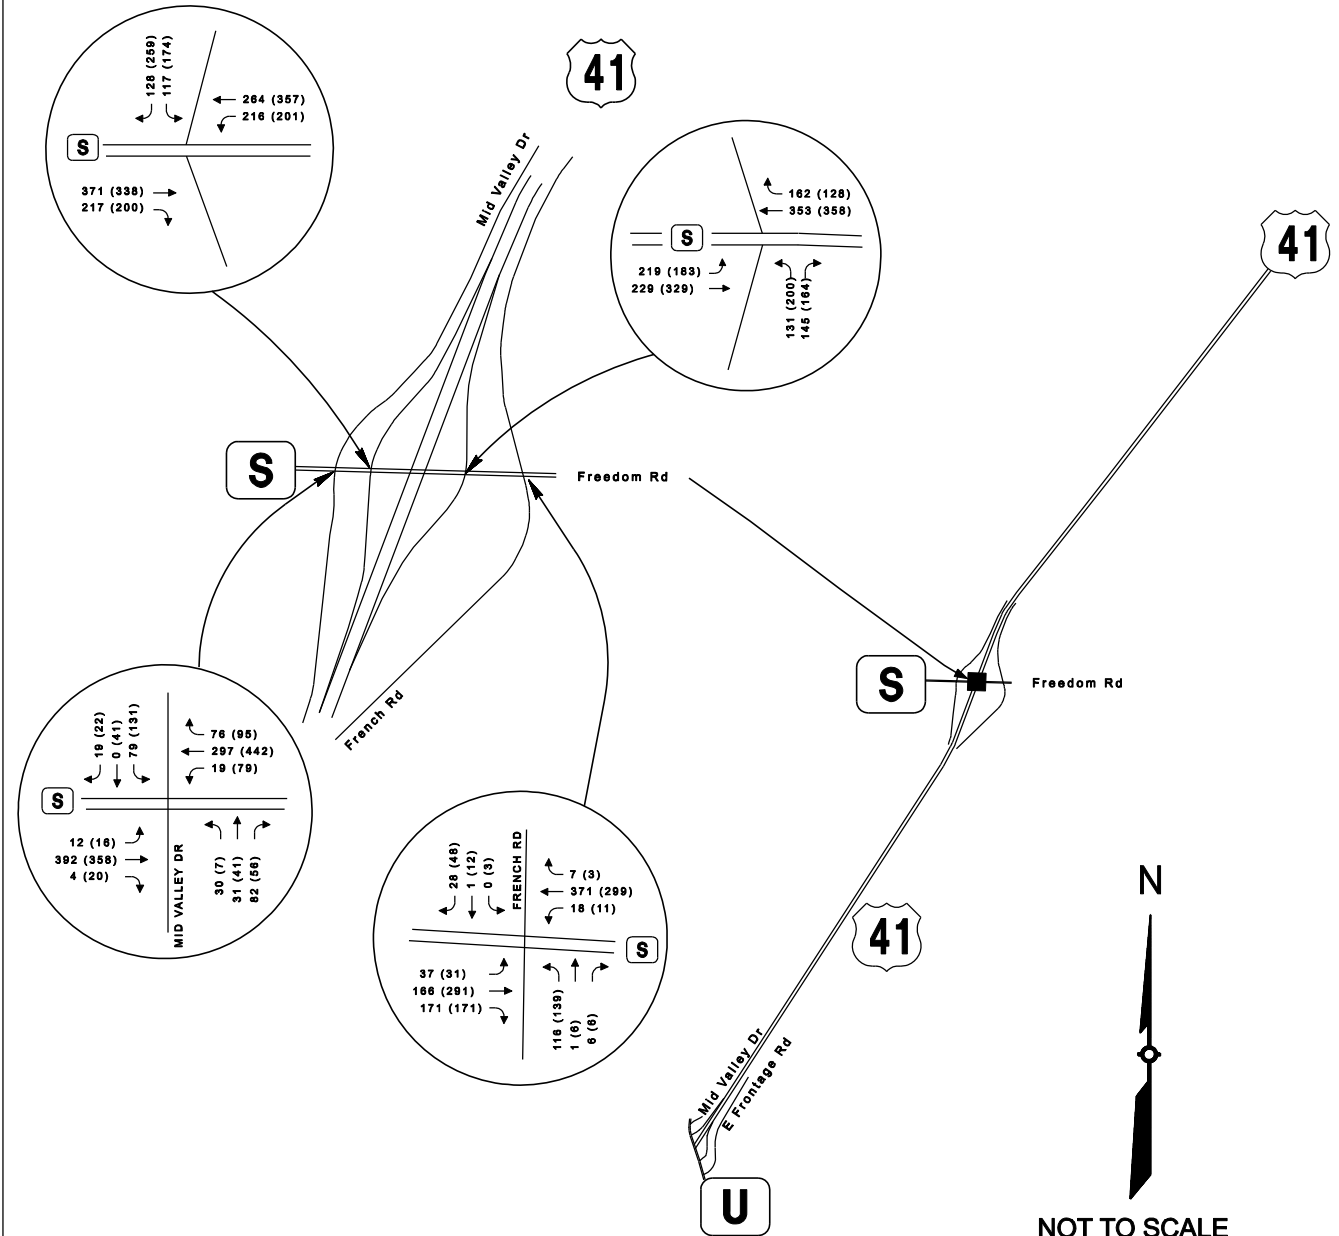 128 (259)
117 (174)
264 (357)
216 (201)
S
371 (338)
217 (200)
41
Mid Valley Dr
162 (128)
353 (358)
S
219 (183)
229 (329)
131 (200)
145 (164)
41
S
Freedom Rd
S
Freedom Rd
French Rd
19 (22)
0 (41)
79 (131)
76 (95)
297 (442)
19 (79)
S
12 (16)
392 (358)
4 (20)
MID VALLEY DR
30 (7)
31 (41)
82 (56)
28 (48)
1 (12)
0 (3)
FRENCH RD
7 (3)
371 (299)
18 (11)
S
37 (31)
166 (291)
171 (171)
116 (139)
1 (6)
6 (6)
41
N
Mid Valley Dr
E Frontage Rd
U
NOT TO SCALE